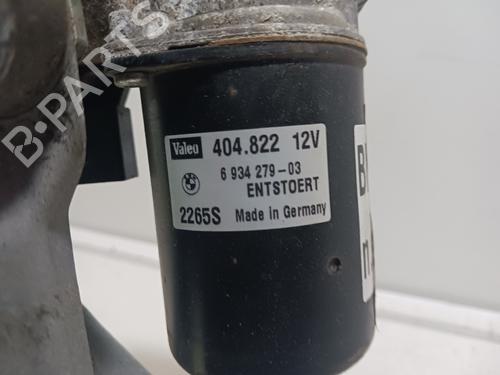 B-PARTS
Valeo 404.822 12V
6 934 279-03
ENTSTOERT
2265S Made in Germany